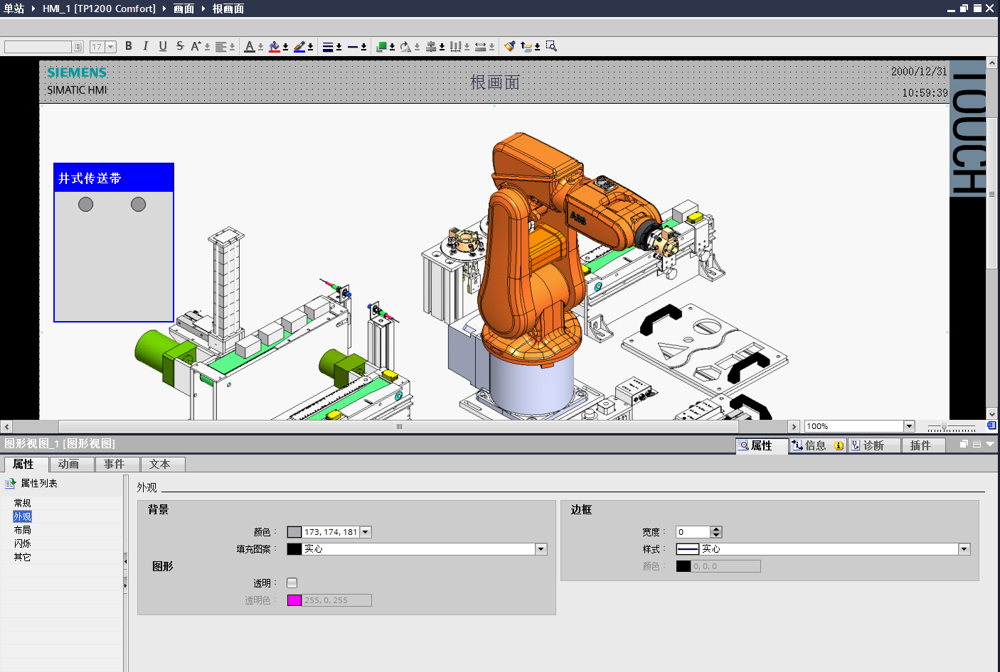 单站 ▸ HMI_1 [TP1200 Comfort] ▸ 画面 ▸ 根画面
17 B I U S A A
SIEMENS
SIMATIC HMI
根画面
2000/12/31
10:59:39
TOUCH
井式传送带
ABB
100%
图形视图_1 [图形视图]
属性 信息 诊断 插件
属性 动画 事件 文本
属性列表
常规
外观
布局
闪烁
其它
外观
背景
颜色： 173, 174, 181
填充图案： 实心
图形
透明：
透明色： 255, 0, 255
边框
宽度： 0
样式： 实心
颜色： 0, 0, 0